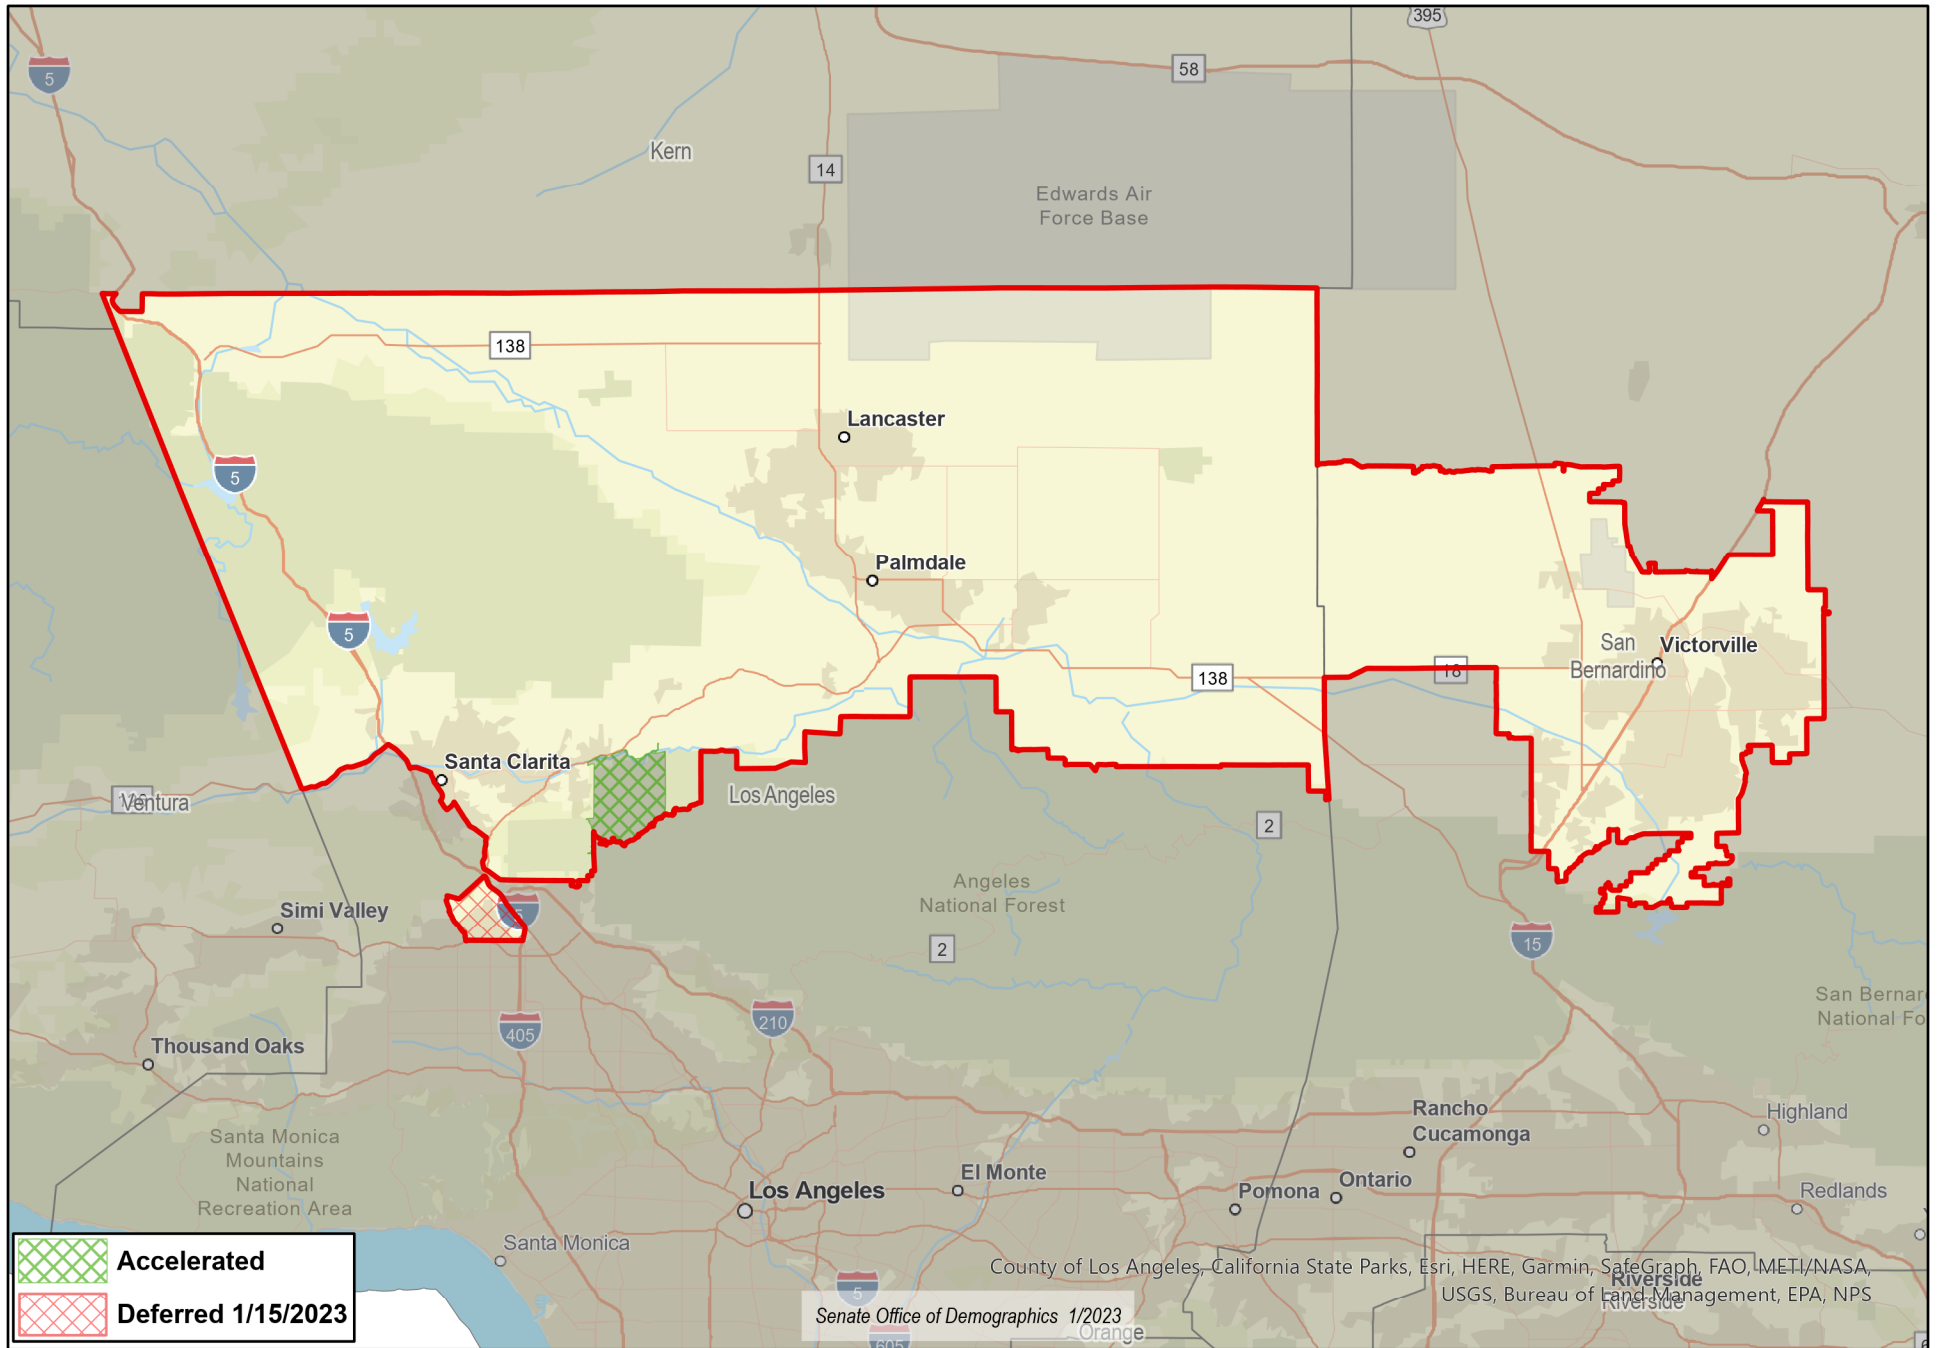 395
5
58
Kern
14
Edwards Air
Force Base
138
Lancaster
5
Palmdale
5
San
Bernardino
Victorville
18
138
Santa Clarita
Los Angeles
Ventura
2
Angeles
National Forest
Simi Valley
5
2
15
San Bernar
National Fo
210
405
Thousand Oaks
Rancho
Cucamonga
Highland
Santa Monica
Mountains
National
Recreation Area
El Monte
Los Angeles
Pomona
Ontario
Redlands
Santa Monica
Accelerated
Deferred 1/15/2023
County of Los Angeles, California State Parks, Esri, HERE, Garmin, SafeGraph, FAO, METI/NASA,
USGS, Bureau of Land Management, EPA, NPS
Riverside
Riverside
5
Senate Office of Demographics 1/2023
Orange
605